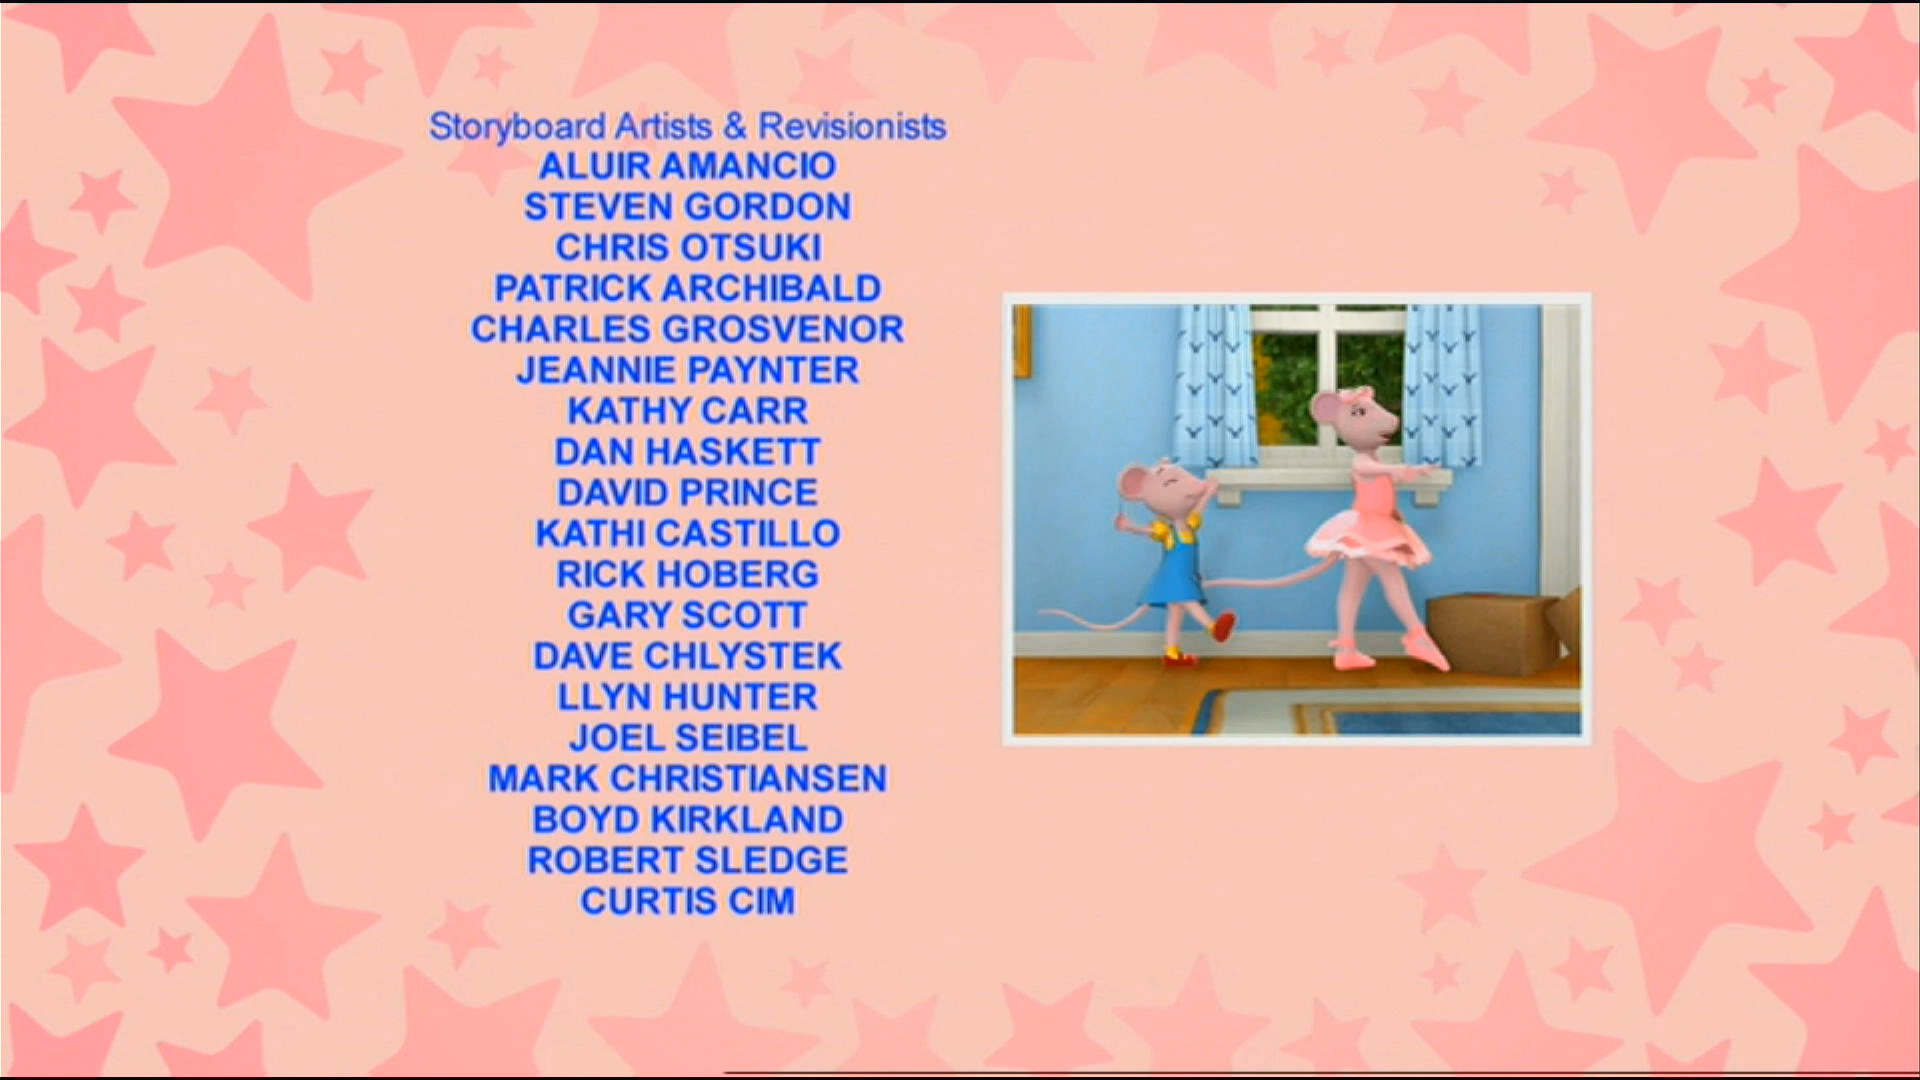 Storyboard Artists & Revisionists
ALUIR AMANCIO
STEVEN GORDON
CHRIS OTSUKI
PATRICK ARCHIBALD
CHARLES GROSVENOR
JEANNIE PAYNTER
KATHY CARR
DAN HASKETT
DAVID PRINCE
KATHI CASTILLO
RICK HOBERG
GARY SCOTT
DAVE CHLYSTEK
LLYN HUNTER
JOEL SEIBEL
MARK CHRISTIANSEN
BOYD KIRKLAND
ROBERT SLEDGE
CURTIS CIM